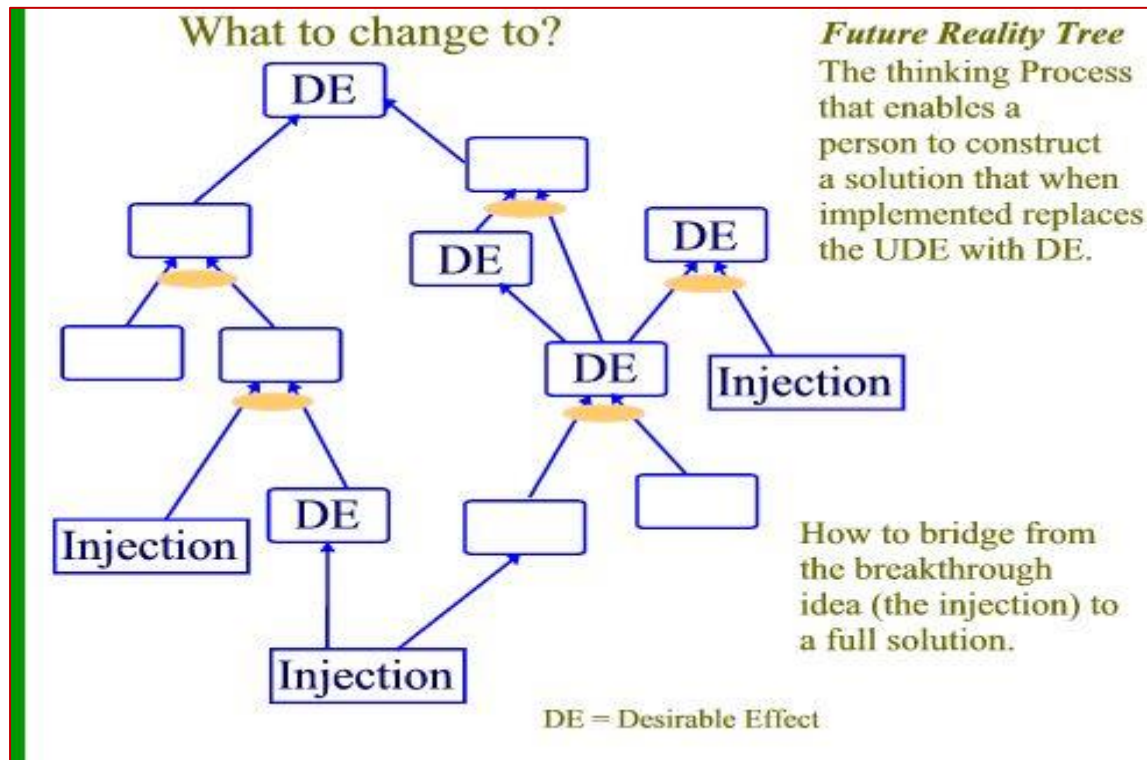 What to change to?
Future Reality Tree
The thinking Process
that enables a
person to construct
a solution that when
implemented replaces
the UDE with DE.
DE
DE
DE
DE
Injection
DE
Injection
How to bridge from
the breakthrough
idea (the injection) to
a full solution.
Injection
DE = Desirable Effect